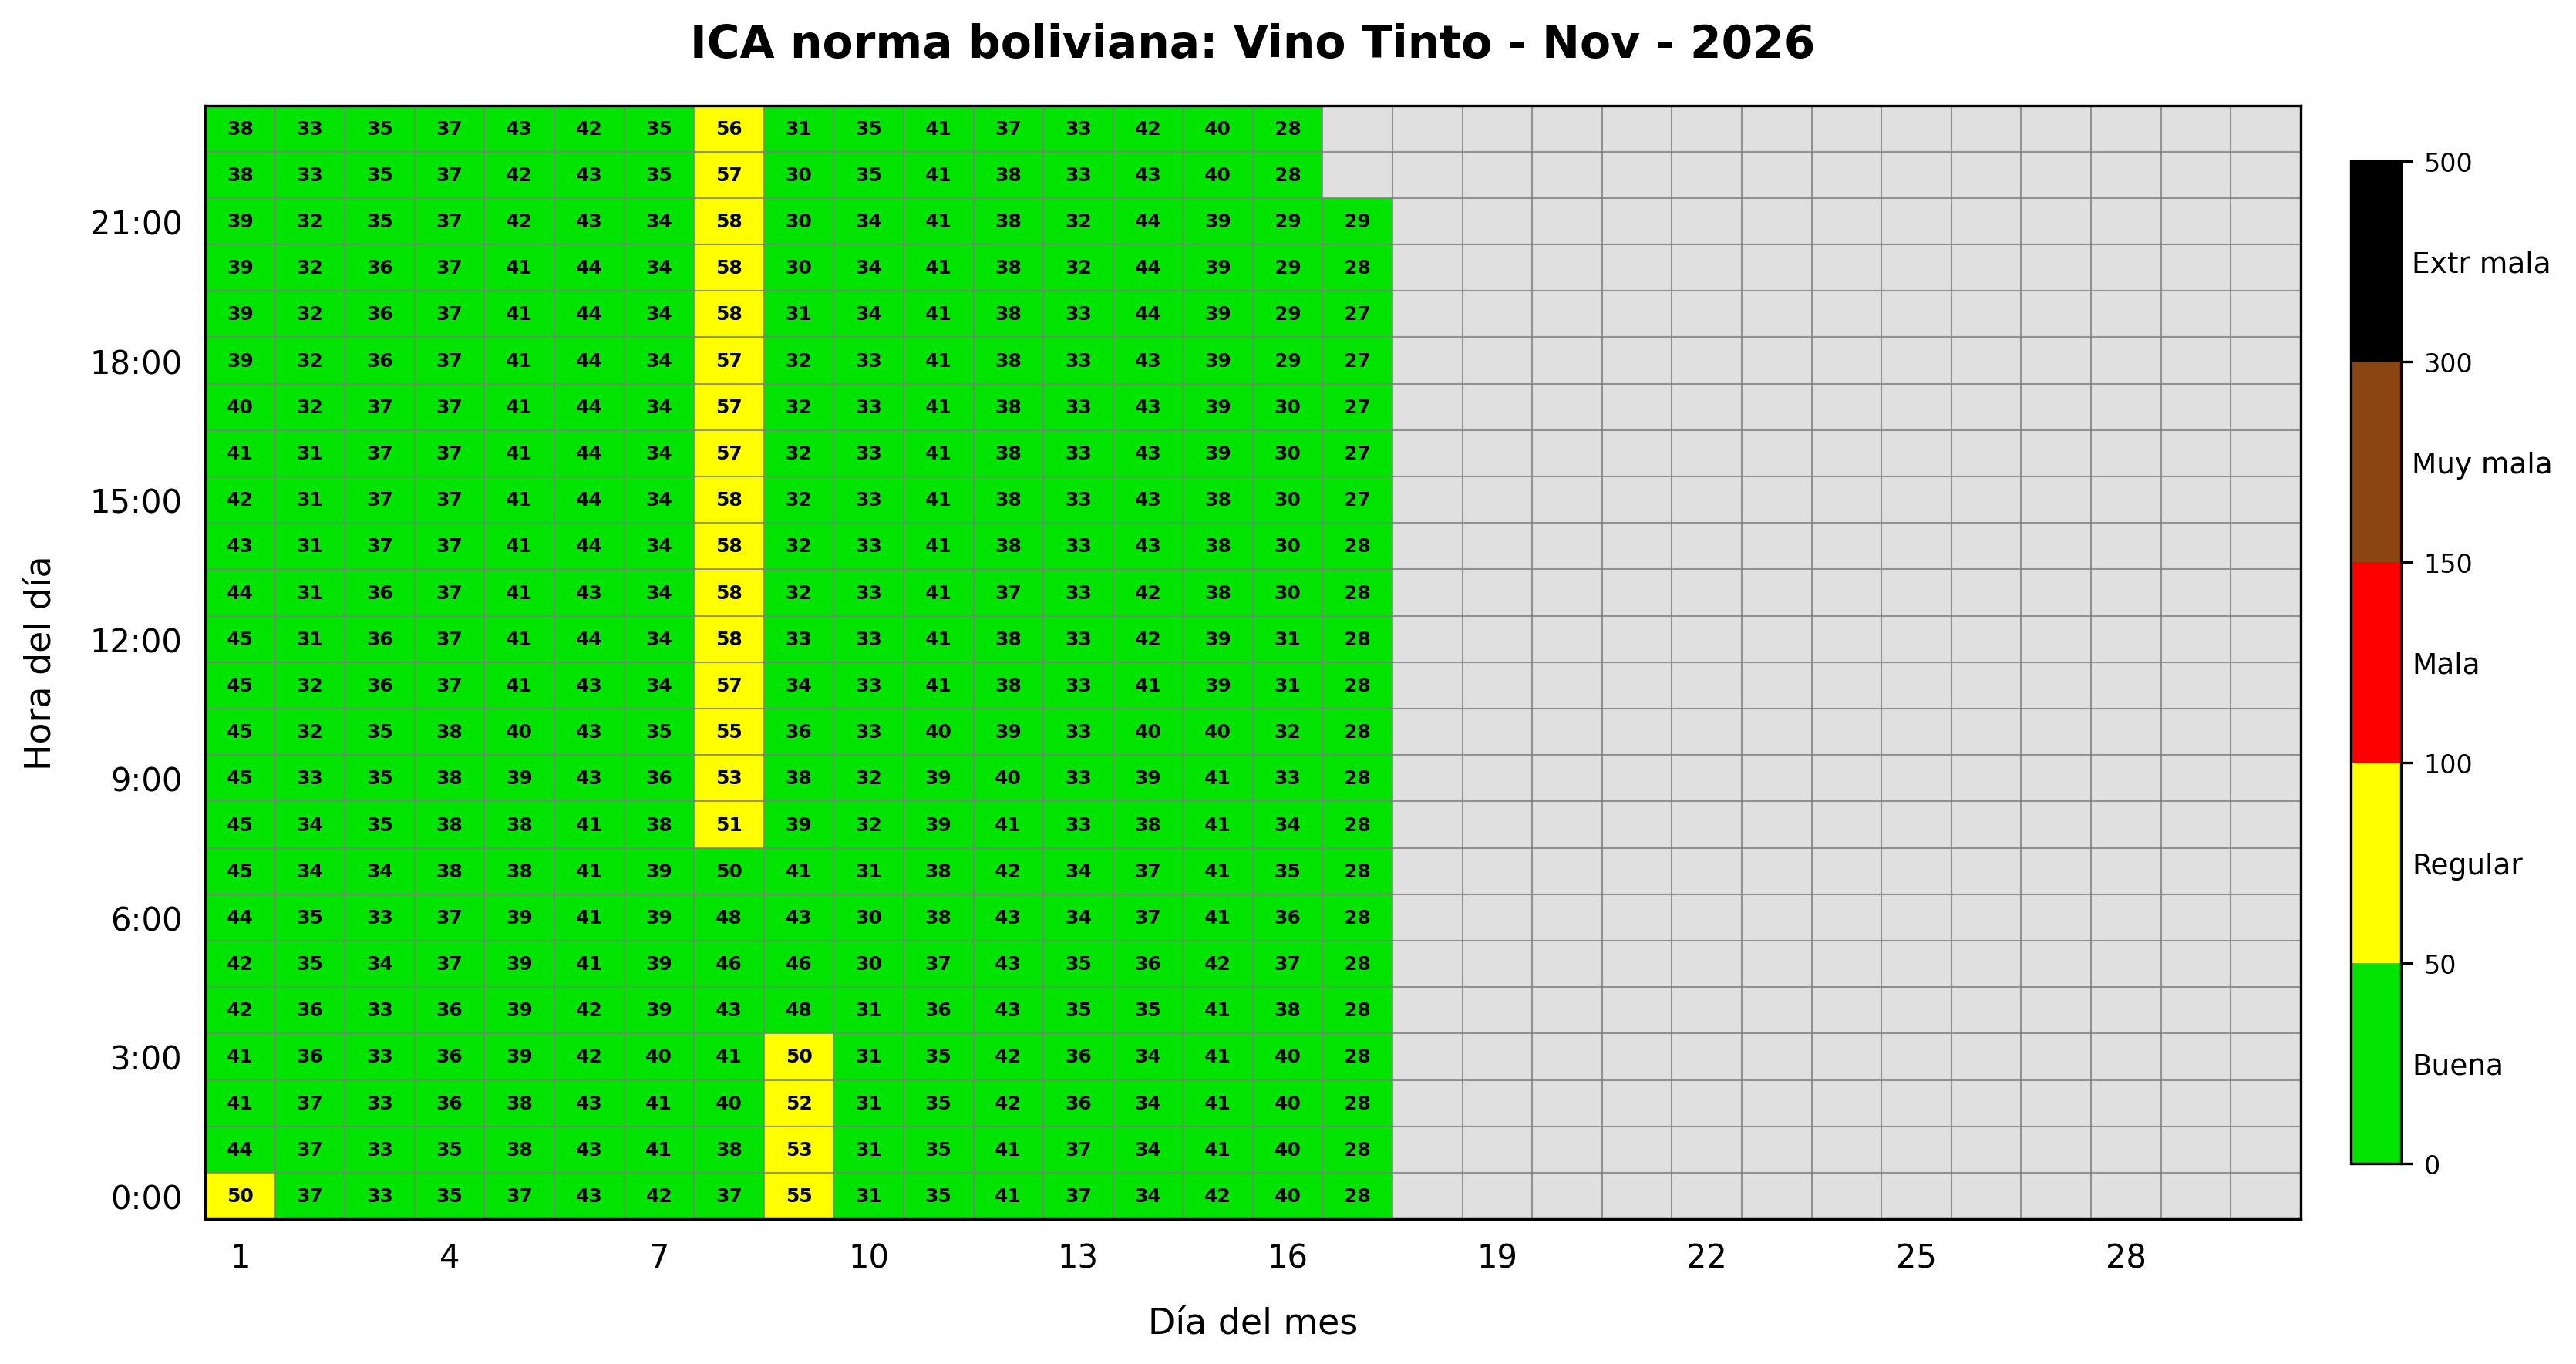 ICA norma boliviana: Vino Tinto - Nov - 2026
38 33 35 37 43 42 35 56 31 35 41 37 33 42 40 28
38 33 35 37 42 43 35 57 30 35 41 38 33 43 40 28
21:00 39 32 35 37 42 43 34 58 30 34 41 38 32 44 39 29 29
39 32 36 37 41 44 34 58 30 34 41 38 32 44 39 29 28
39 32 36 37 41 44 34 58 31 34 41 38 33 44 39 29 27
18:00 39 32 36 37 41 44 34 57 32 33 41 38 33 43 39 29 27
40 32 37 37 41 44 34 57 32 33 41 38 33 43 39 30 27
41 31 37 37 41 44 34 57 32 33 41 38 33 43 39 30 27
15:00 42 31 37 37 41 44 34 58 32 33 41 38 33 43 38 30 27
43 31 37 37 41 44 34 58 32 33 41 38 33 43 38 30 28
44 31 36 37 41 43 34 58 32 33 41 37 33 42 38 30 28
12:00 45 31 36 37 41 44 34 58 33 33 41 38 33 42 39 31 28
45 32 36 37 41 43 34 57 34 33 41 38 33 41 39 31 28
45 32 35 38 40 43 35 55 36 33 40 39 33 40 40 32 28
9:00 45 33 35 38 39 43 36 53 38 32 39 40 33 39 41 33 28
45 34 35 38 38 41 38 51 39 32 39 41 33 38 41 34 28
45 34 34 38 38 41 39 50 41 31 38 42 34 37 41 35 28
6:00 44 35 33 37 39 41 39 48 43 30 38 43 34 37 41 36 28
42 35 34 37 39 41 39 46 46 30 37 43 35 36 42 37 28
42 36 33 36 39 42 39 43 48 31 36 43 35 35 41 38 28
3:00 41 36 33 36 39 42 40 41 50 31 35 42 36 34 41 40 28
41 37 33 36 38 43 41 40 52 31 35 42 36 34 41 40 28
44 37 33 35 38 43 41 38 53 31 35 41 37 34 41 40 28
0:00 50 37 33 35 37 43 42 37 55 31 35 41 37 34 42 40 28
1 4 7 10 13 16 19 22 25 28
Día del mes
Hora del día
500
Extr mala
300
Muy mala
150
Mala
100
Regular
50
Buena
0